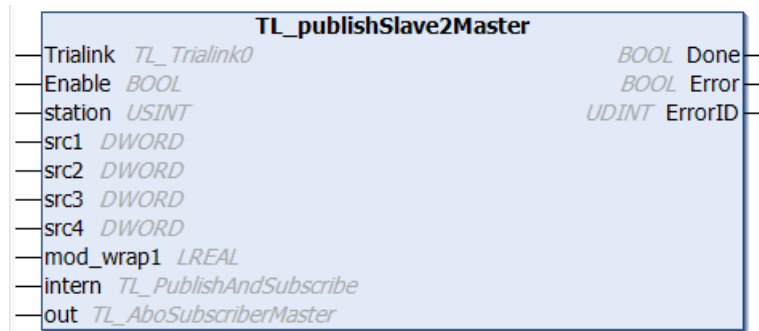 TL_publishSlave2Master
Trialink TL_Trialink0 BOOL Done
Enable BOOL BOOL Error
station USINT UDINT ErrorID
src1 DWORD
src2 DWORD
src3 DWORD
src4 DWORD
mod_wrap1 LREAL
intern TL_PublishAndSubscribe
out TL_AboSubscriberMaster